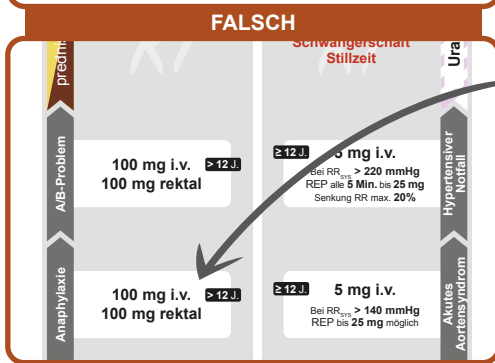 FALSCH
predni
Schwangerschaft
Stillzeit
Ura
A/B-Problem
100 mg i.v. > 12 J.
100 mg rektal
≥ 12 J. 5 mg i.v.
Bei RRSYS > 220 mmHg
REP alle 5 Min. bis 25 mg
Senkung RR max. 20%
Hypertensiver
Notfall
Anaphylaxie
100 mg i.v. > 12 J.
100 mg rektal
≥ 12 J. 5 mg i.v.
Bei RRSYS > 140 mmHg
REP bis 25 mg möglich
Akutes
Aortensyndrom